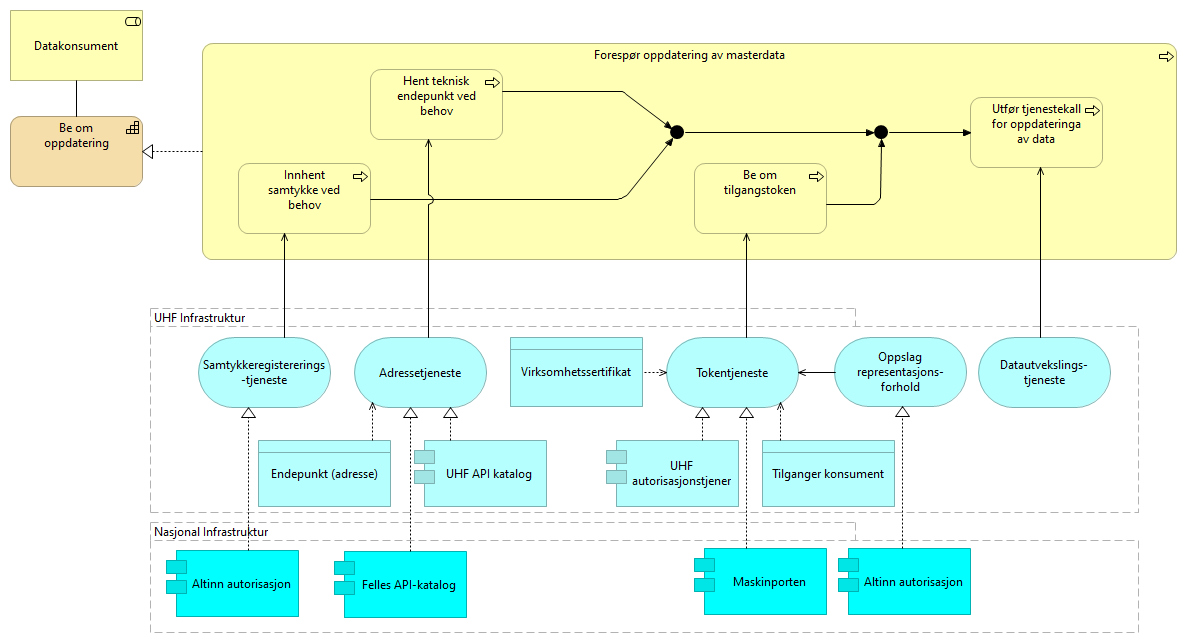 Datakonsument
Be om
oppdatering
Forespør oppdatering av masterdata
Hent teknisk
endepunkt ved
behov
Innhent
samtykke ved
behov
Be om
tilgangstoken
Utfør tjenestekall
for oppdateringa
av data
UHF Infrastruktur
Samtykkeregistererings
-tjeneste
Adressetjeneste
Virksomhetssertifikat
Tokentjeneste
Oppslag
representasjons-
forhold
Datautvekslings-
tjeneste
Endepunkt (adresse)
UHF API katalog
UHF
autorisasjonstjener
Tilganger konsument
Nasjonal Infrastruktur
Altinn autorisasjon
Felles API-katalog
Maskinporten
Altinn autorisasjon